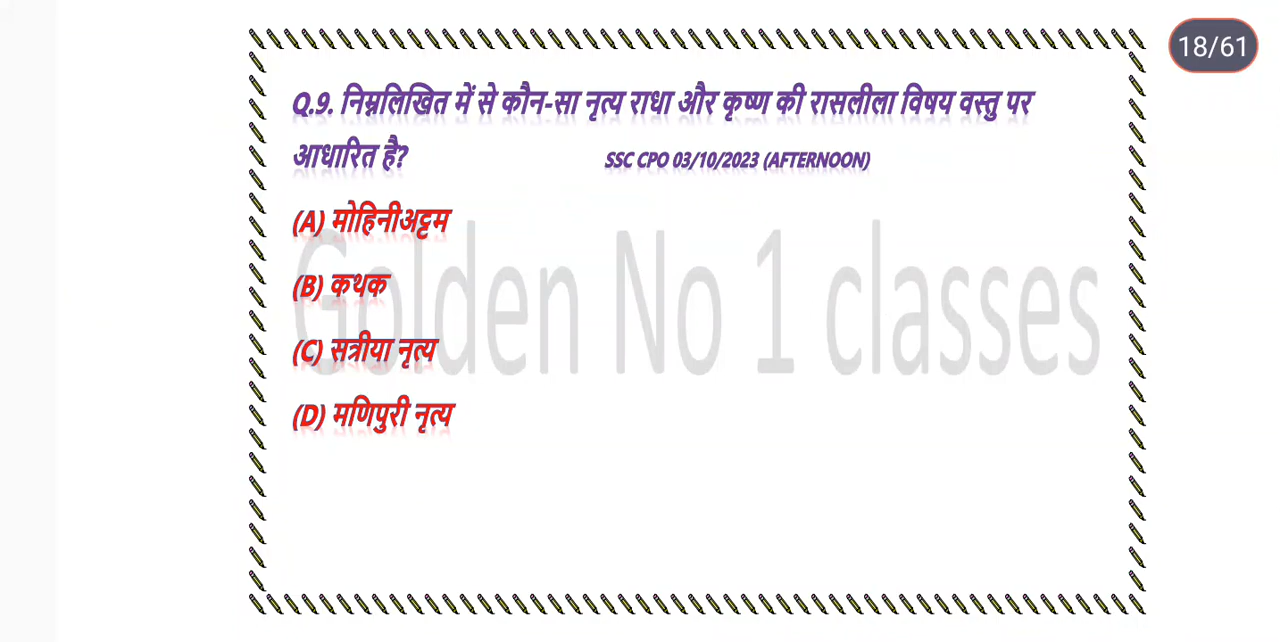 18/61
Q.9. निम्नलिखित में से कौन-सा नृत्य राधा और कृष्ण की रासलीला विषय वस्तु पर
आधारित है? SSC CPO 03/10/2023 (AFTERNOON)
(A) मोहिनीअट्टम
(B) कथक
(C) सत्रीया नृत्य
(D) मणिपुरी नृत्य
Golden No 1 classes